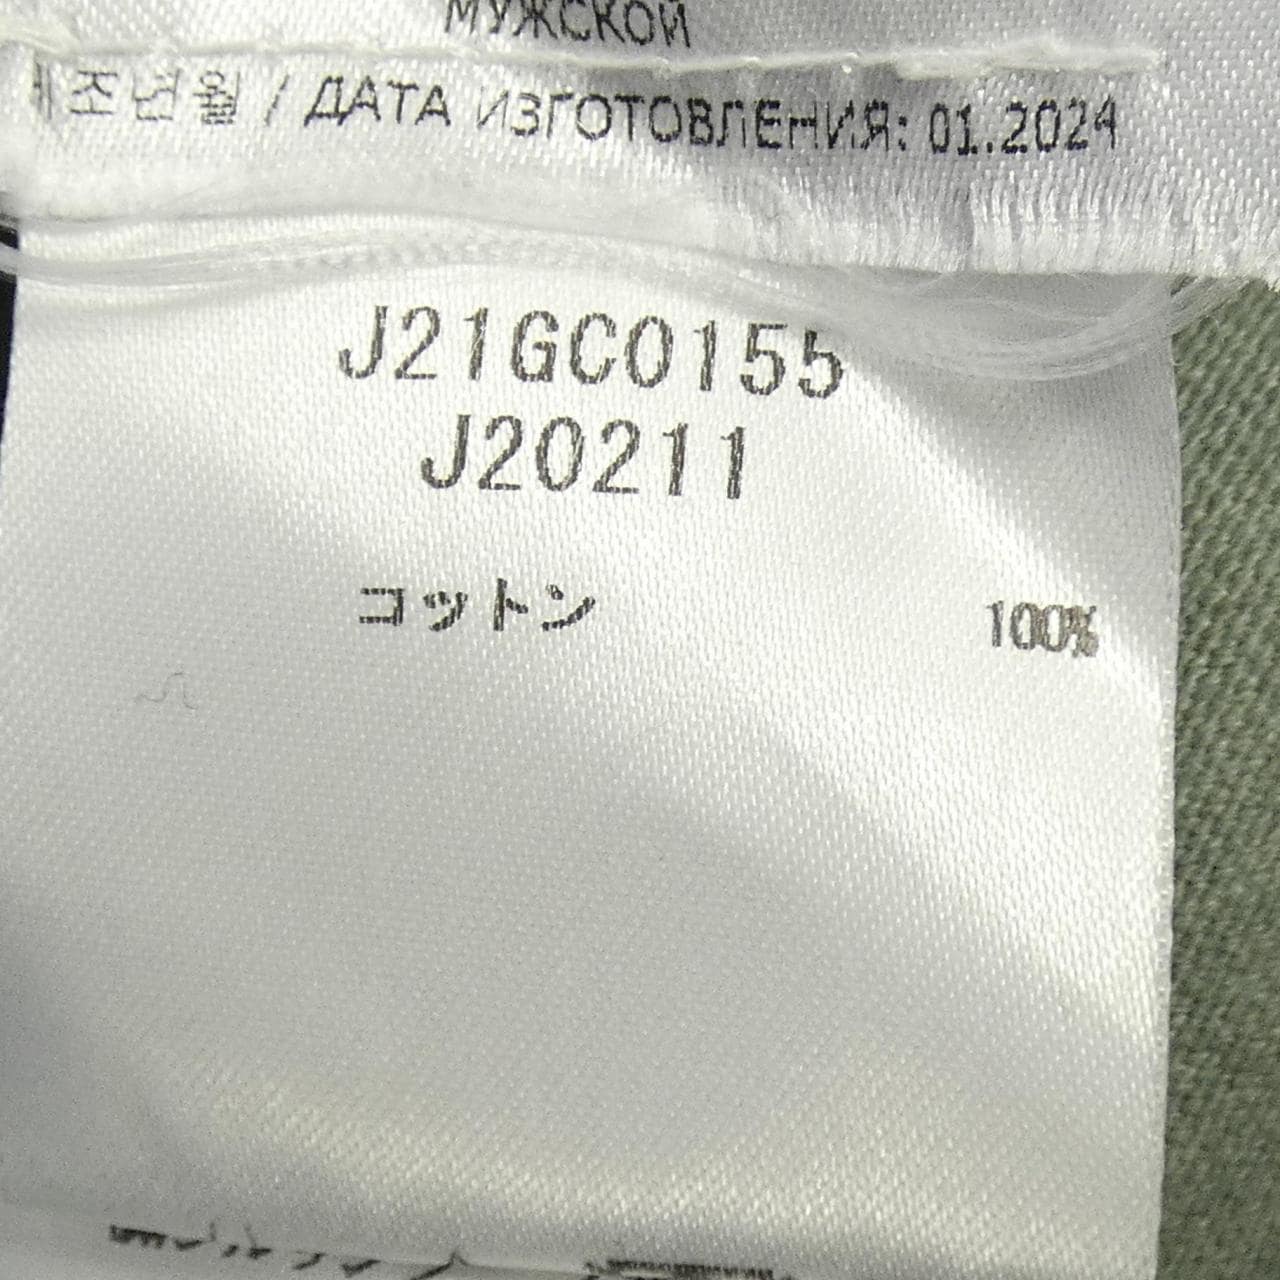 МУЖСКОЙ
제조년월 / ДАТА ИЗГОТОВЛЕНИЯ: 01.2024
J21GC0155
J20211
コットン 100%